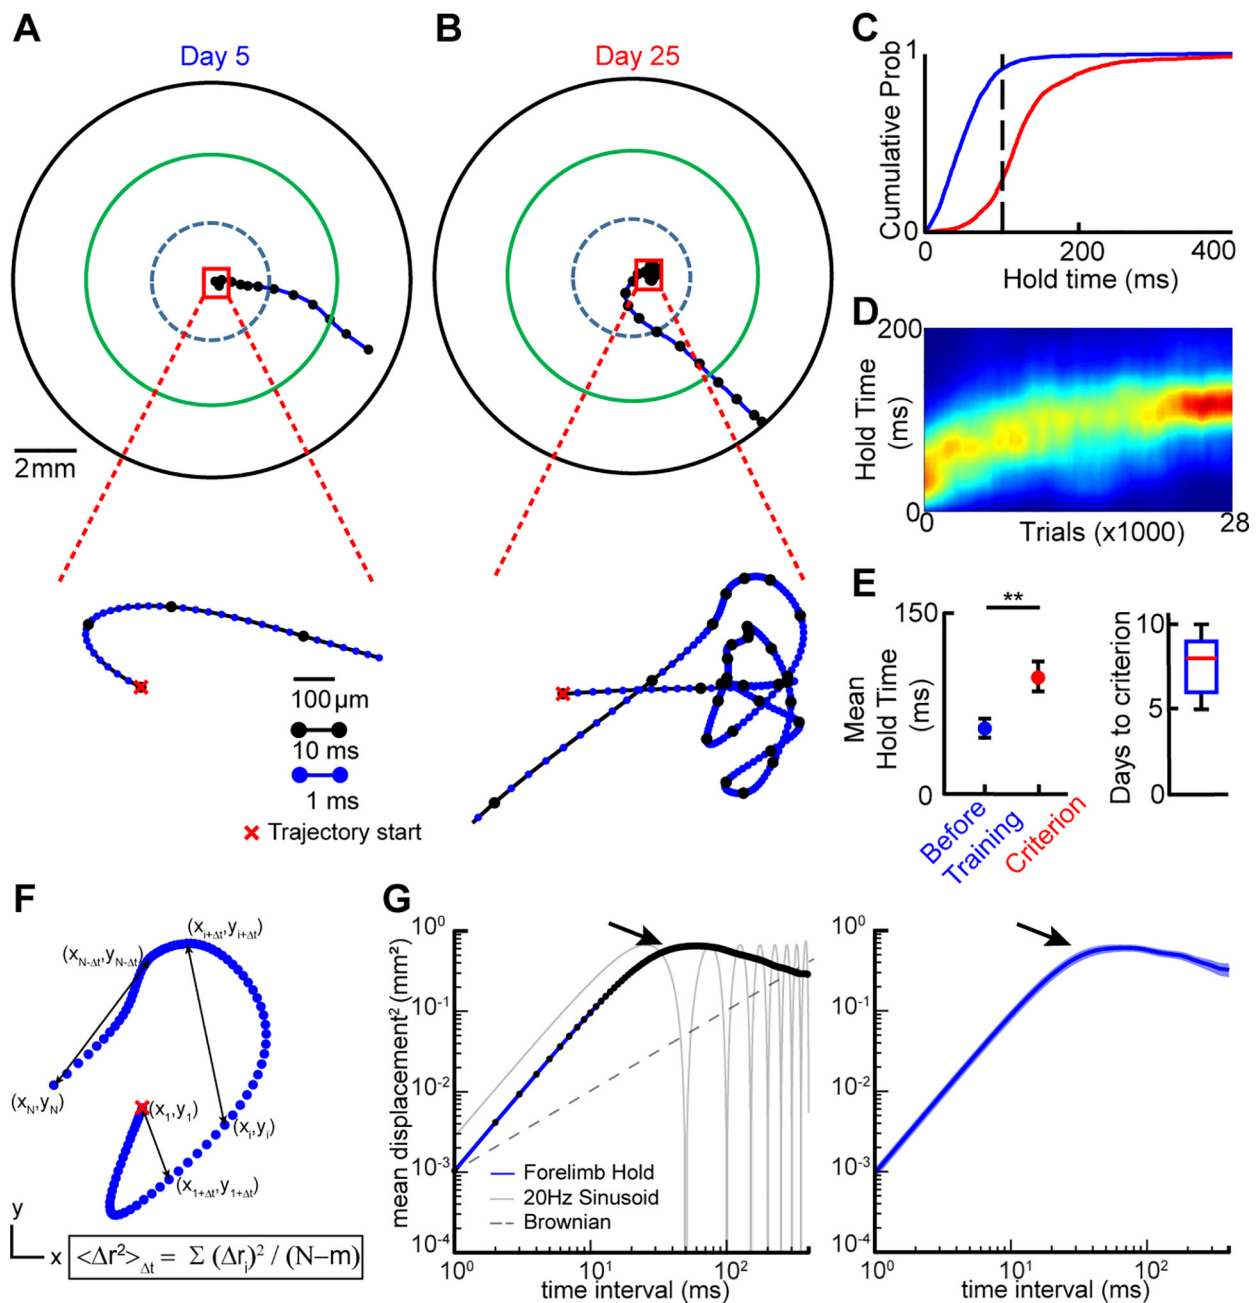 A
Day 5
2mm
100 µm
10 ms
1 ms
Trajectory start
B
Day 25
C
Cumulative Prob
1
0
0
200
400
Hold time (ms)
D
Hold Time
(ms)
200
0
0
28
Trials (x1000)
E
Mean
Hold Time
(ms)
150
0
**
Before
Training
Criterion
Days to criterion
10
5
0
F
(xi+Δt,yi+Δt)
(xN-Δt,yN-Δt)
(xN,yN)
(x1,y1)
(xi,yi)
(x1+Δt,y1+Δt)
y
x
<Δr²>Δt = Σ (Δri)² / (N–m)
G
mean displacement² (mm²)
10⁰
10⁻¹
10⁻²
10⁻³
10⁻⁴
Forelimb Hold
20Hz Sinusoid
Brownian
10⁰
10¹
10²
time interval (ms)
10⁰
10⁻¹
10⁻²
10⁻³
10⁻⁴
10⁰
10¹
10²
time interval (ms)